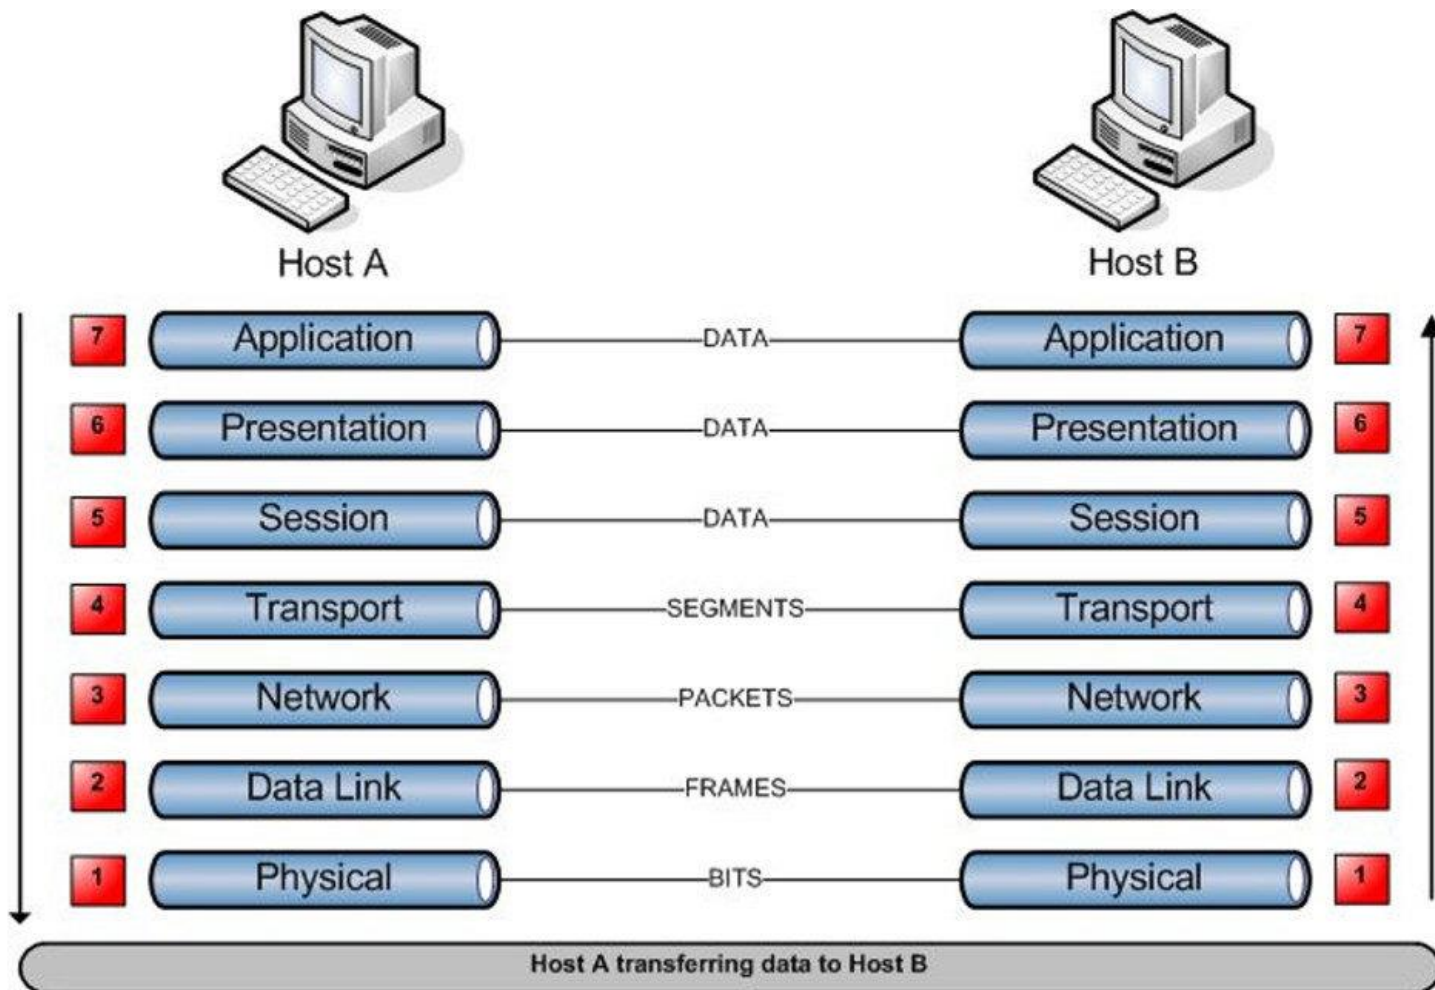 Host A Host B
7 Application DATA Application 7
6 Presentation DATA Presentation 6
5 Session DATA Session 5
4 Transport SEGMENTS Transport 4
3 Network PACKETS Network 3
2 Data Link FRAMES Data Link 2
1 Physical BITS Physical 1
Host A transferring data to Host B